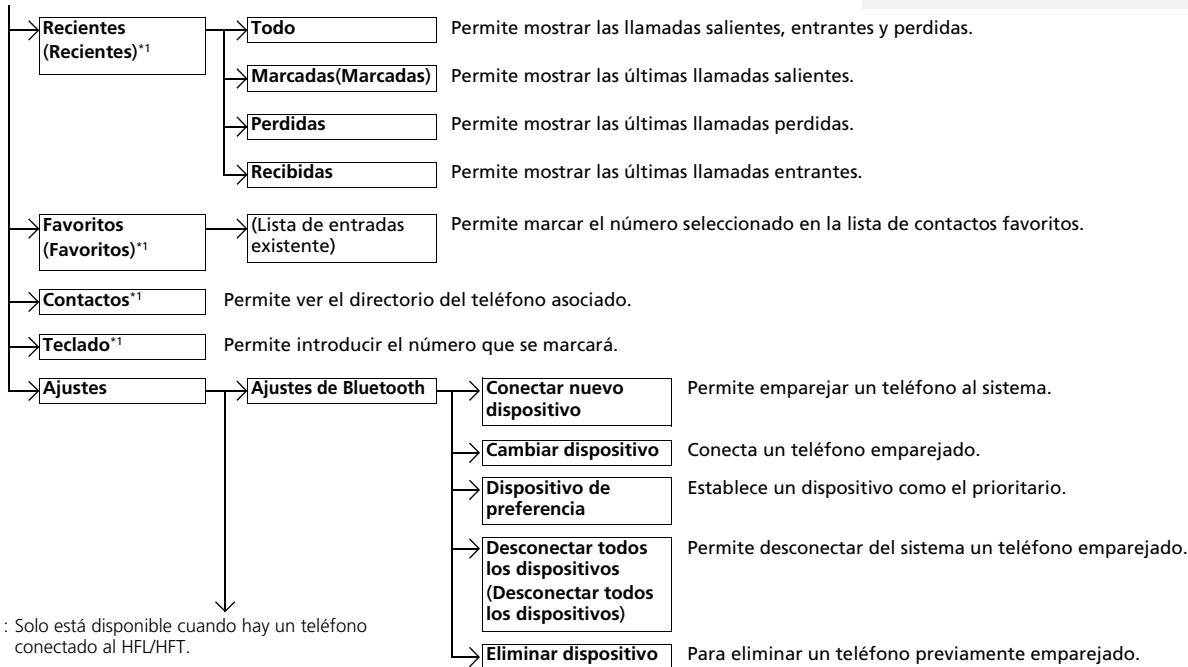 Recientes
(Recientes)*1
Todo
Permite mostrar las llamadas salientes, entrantes y perdidas.
Marcadas(Marcadas)
Permite mostrar las últimas llamadas salientes.
Perdidas
Permite mostrar las últimas llamadas perdidas.
Recibidas
Permite mostrar las últimas llamadas entrantes.
Favoritos
(Favoritos)*1
(Lista de entradas
existente)
Permite marcar el número seleccionado en la lista de contactos favoritos.
Contactos*1
Permite ver el directorio del teléfono asociado.
Teclado*1
Permite introducir el número que se marcará.
Ajustes
Ajustes de Bluetooth
Conectar nuevo
dispositivo
Permite emparejar un teléfono al sistema.
Cambiar dispositivo
Conecta un teléfono emparejado.
Dispositivo de
preferencia
Establece un dispositivo como el prioritario.
Desconectar todos
los dispositivos
(Desconectar todos
los dispositivos)
Permite desconectar del sistema un teléfono emparejado.
Eliminar dispositivo
Para eliminar un teléfono previamente emparejado.
: Solo está disponible cuando hay un teléfono
conectado al HFL/HFT.